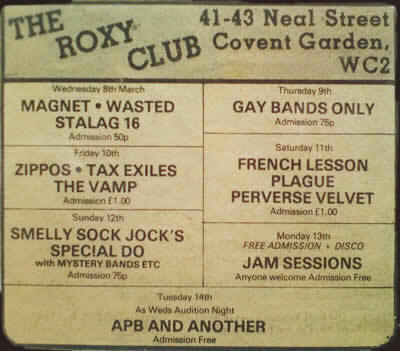 THE ROXY CLUB
41-43 Neal Street
Covent Garden,
WC2
Wednesday 8th March
MAGNET • WASTED
STALAG 16
Admission 50p
Thursday 9th
GAY BANDS ONLY
Admission 75p
Friday 10th
ZIPPOS • TAX EXILES
THE VAMP
Admission £1.00
Saturday 11th
FRENCH LESSON
PLAGUE
PERVERSE VELVET
Admission £1.00
Sunday 12th
SMELLY SOCK JOCK'S
SPECIAL DO
with MYSTERY BANDS ETC
Admission 75p
Monday 13th
FREE ADMISSION + DISCO
JAM SESSIONS
Anyone welcome Admission Free
Tuesday 14th
As Weds Audition Night
APB AND ANOTHER
Admission Free